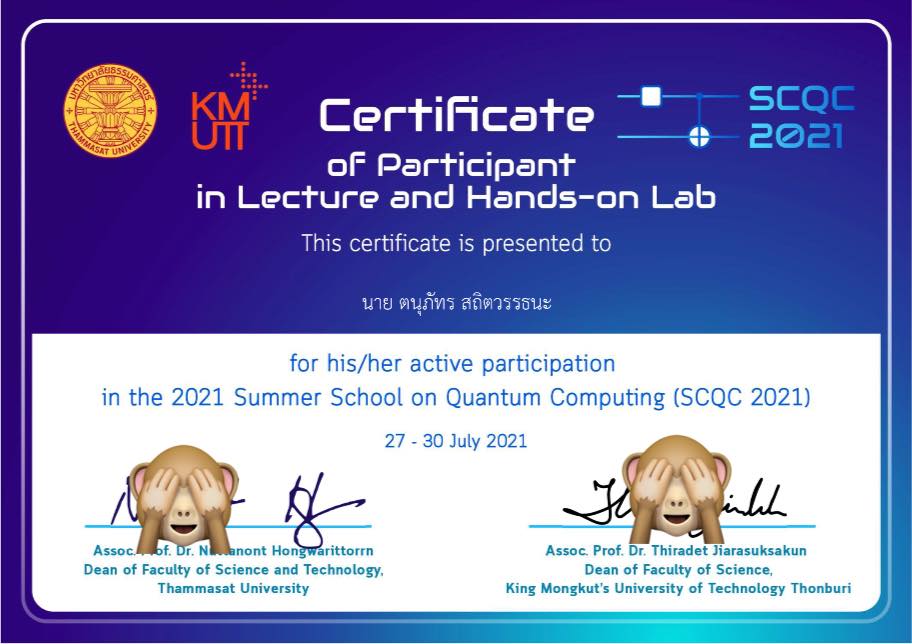 มหาวิทยาลัยธรรมศาสตร์
THAMMASAT UNIVERSITY
KM
UTT
SCQC
2021
Certificate
of Participant
in Lecture and Hands-on Lab
This certificate is presented to
นาย ตนุภัทร สถิตวรรธนะ
for his/her active participation
in the 2021 Summer School on Quantum Computing (SCQC 2021)
27 - 30 July 2021
Assoc. Prof. Dr. Hongwarittorrn
Dean of Faculty of Science and Technology,
Thammasat University
Assoc. Prof. Dr. Thiradet Jiarasuksakun
Dean of Faculty of Science,
King Mongkut's University of Technology Thonburi